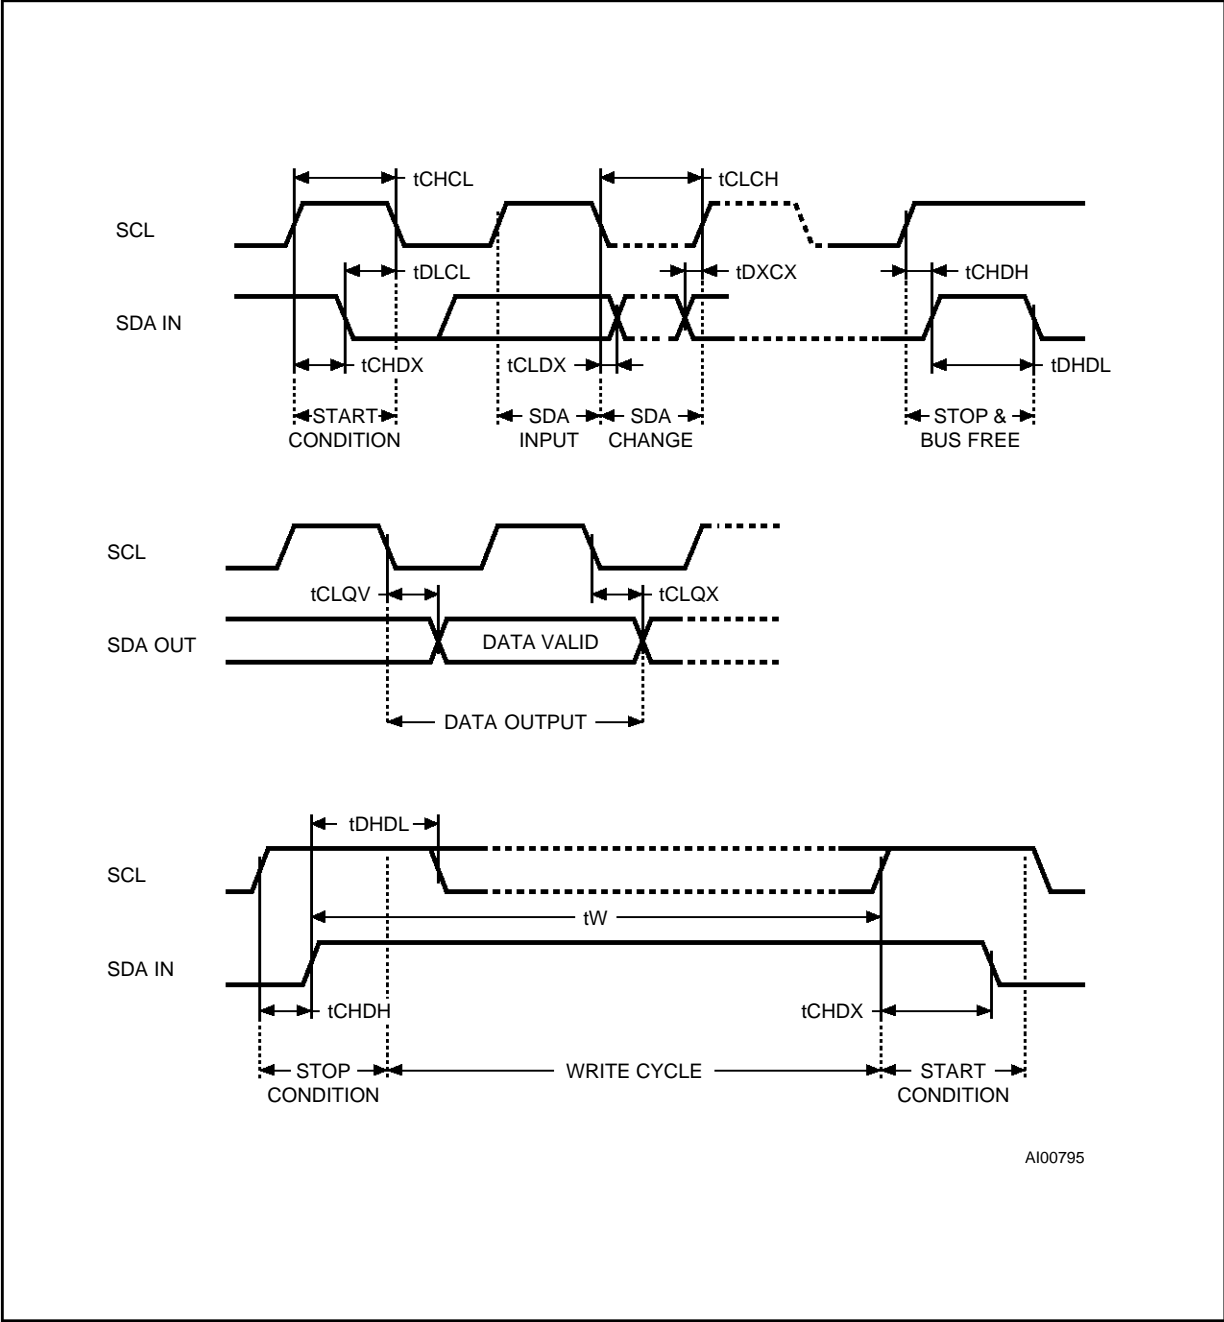 tCHCL
tCLCH
SCL
tDLCL
tDXCX
tCHDH
SDA IN
tCHDX
tCLDX
tDHDL
START
CONDITION
SDA
INPUT
SDA
CHANGE
STOP &
BUS FREE
SCL
tCLQV
tCLQX
SDA OUT
DATA VALID
DATA OUTPUT
tDHDL
SCL
tW
SDA IN
tCHDH
tCHDX
STOP
CONDITION
WRITE CYCLE
START
CONDITION
AI00795